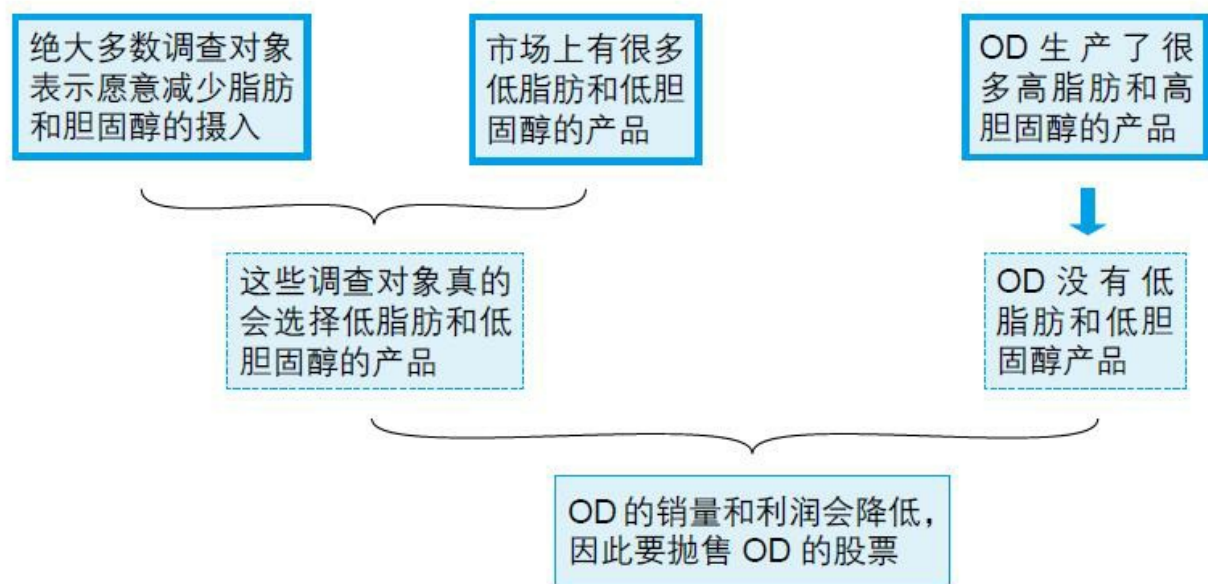 绝大多数调查对象
表示愿意减少脂肪
和胆固醇的摄入
市场上有很多
低脂肪和低胆
固醇的产品
OD 生产了很
多高脂肪和高
胆固醇的产品
这些调查对象真的
会选择低脂肪和低
胆固醇的产品
OD 没有低
脂肪和低胆
固醇产品
OD 的销量和利润会降低，
因此要抛售 OD 的股票